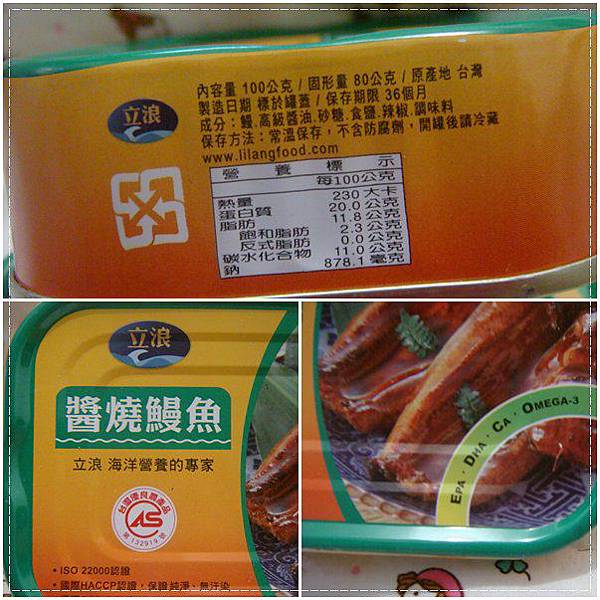 立浪
內容量 100公克 / 固形量 80公克 / 原產地 台灣
製造日期 標於罐蓋 / 保存期限 36個月
成分：鰻.高級醬油.砂糖.食鹽.辣椒.調味料
保存方法：常溫保存，不含防腐劑，開罐後請冷藏
www.lilangfood.com
營養標示
每100公克
熱量 230 大卡
蛋白質 20.0 公克
脂肪 11.8 公克
飽和脂肪 2.3 公克
反式脂肪 0.0 公克
碳水化合物 11.0 公克
鈉 878.1 毫克
立浪
醬燒鰻魚
立浪 海洋營養的專家
台灣優良農產品
CAS
第132919號
• ISO 22000認證
• 國際HACCP認證，保證純淨、無汙染
EPA · DHA · CA · OMEGA-3